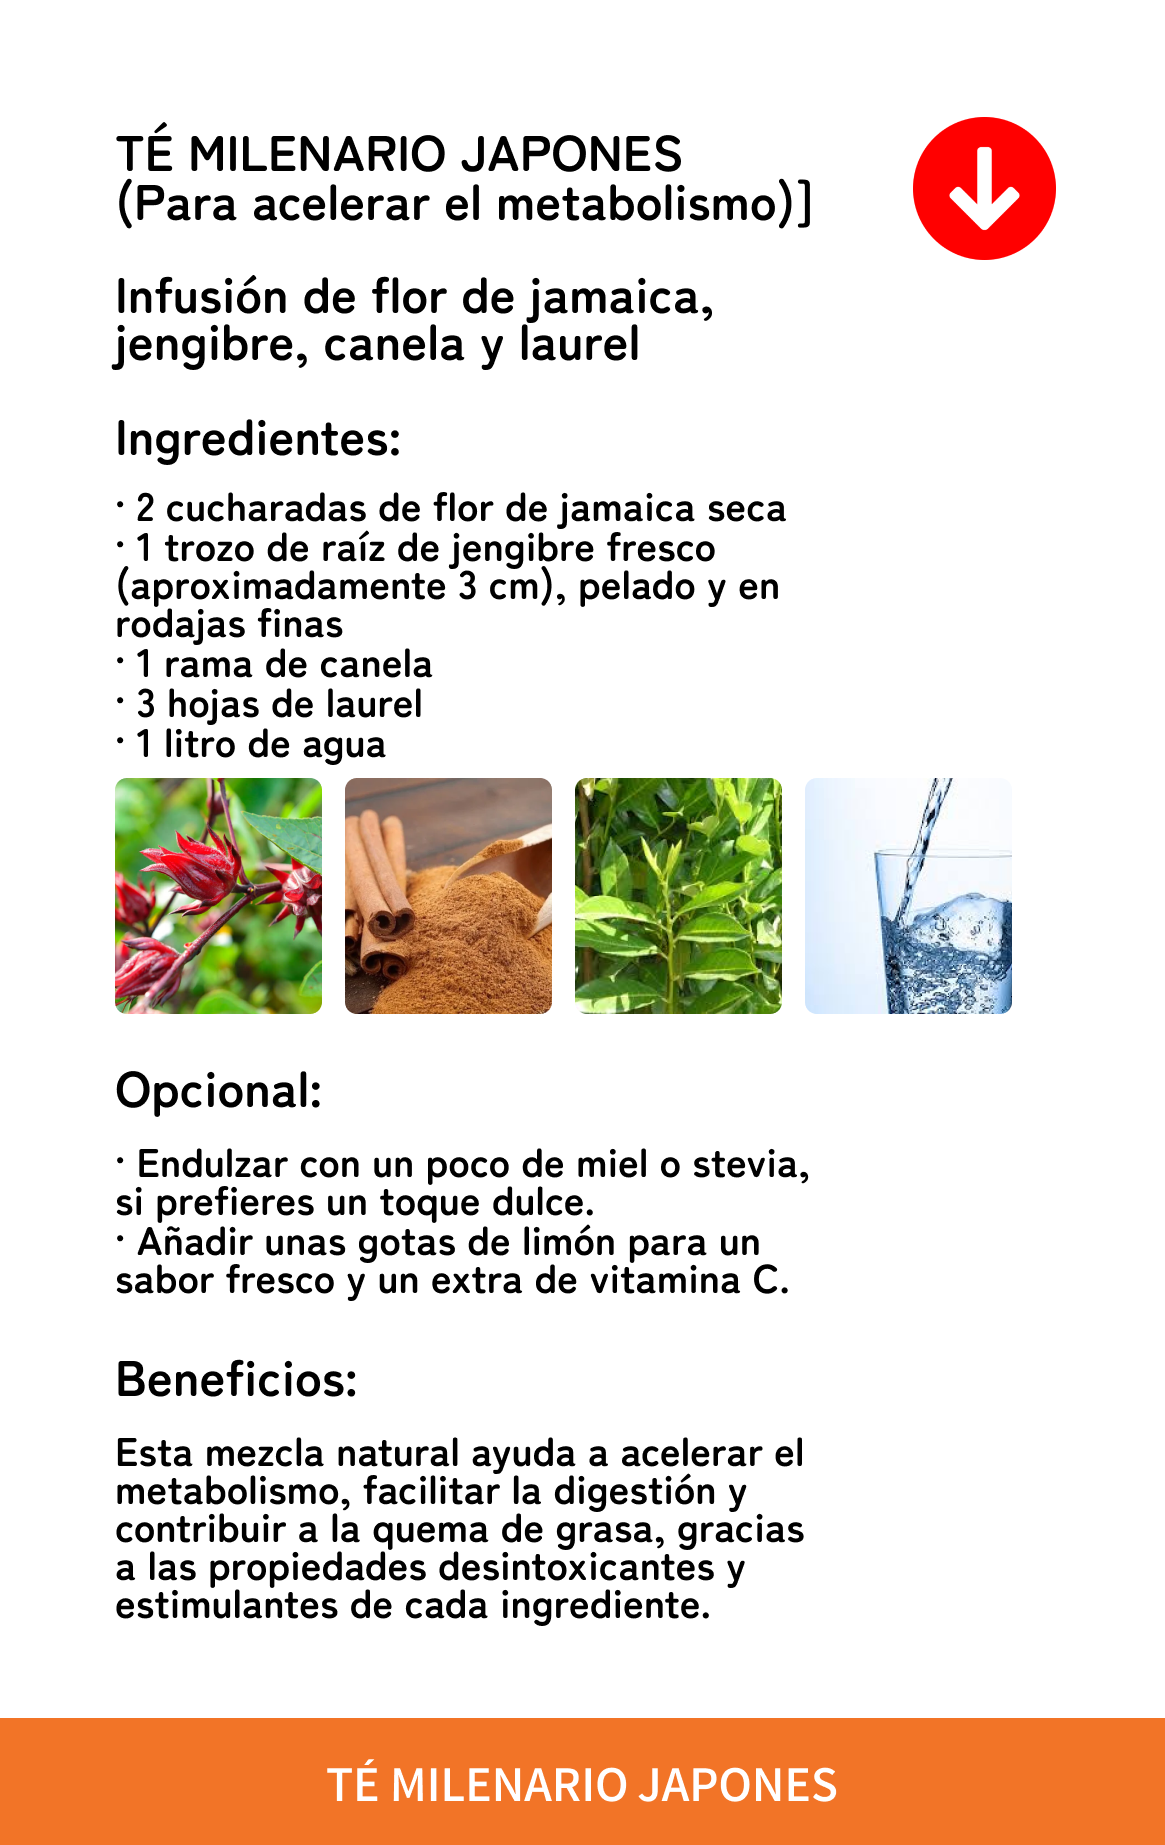 TÉ MILENARIO JAPONES
(Para acelerar el metabolismo)]
Infusión de flor de jamaica,
jengibre, canela y laurel
Ingredientes:
· 2 cucharadas de flor de jamaica seca
· 1 trozo de raíz de jengibre fresco
(aproximadamente 3 cm), pelado y en
rodajas finas
· 1 rama de canela
· 3 hojas de laurel
· 1 litro de agua
Opcional:
· Endulzar con un poco de miel o stevia,
si prefieres un toque dulce.
· Añadir unas gotas de limón para un
sabor fresco y un extra de vitamina C.
Beneficios:
Esta mezcla natural ayuda a acelerar el
metabolismo, facilitar la digestión y
contribuir a la quema de grasa, gracias
a las propiedades desintoxicantes y
estimulantes de cada ingrediente.
TÉ MILENARIO JAPONES